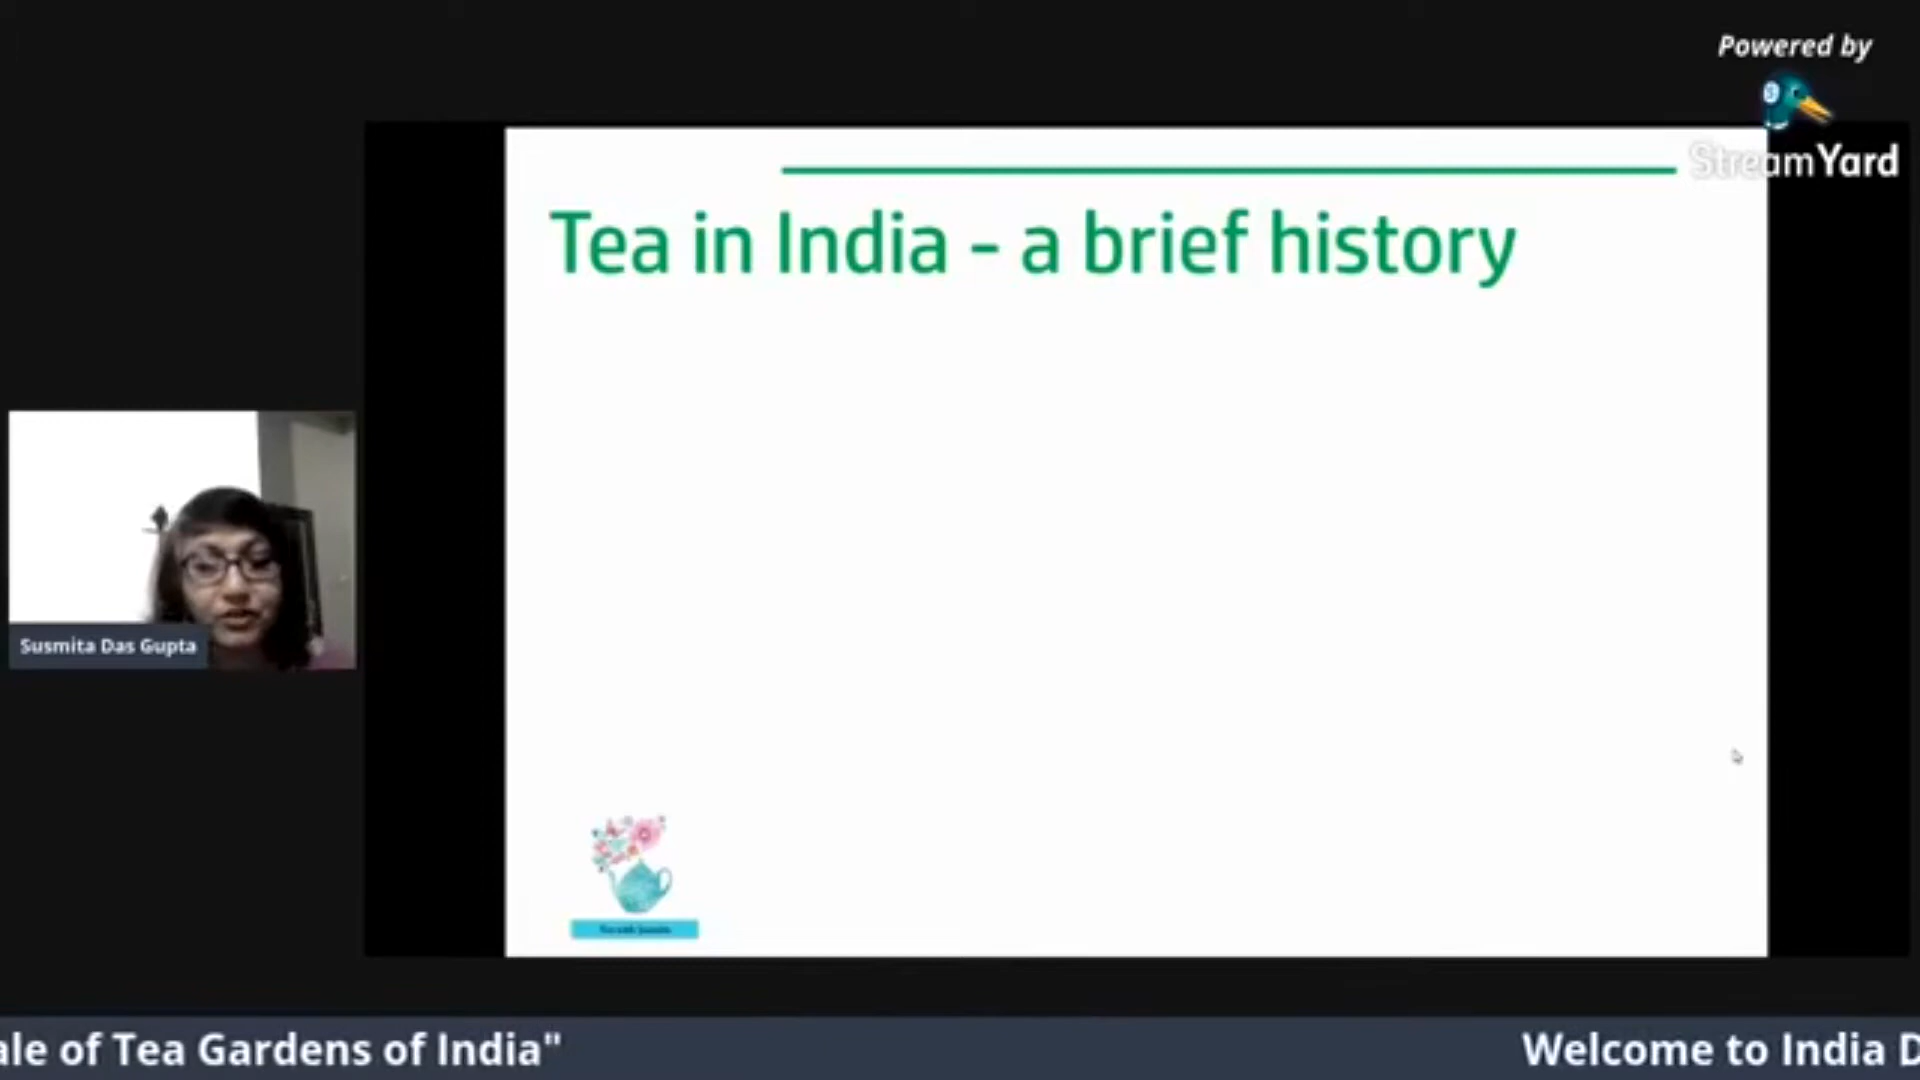 Powered by
StreamYard
Tea in India - a brief history
Susmita Das Gupta
ale of Tea Gardens of India"
Welcome to India D